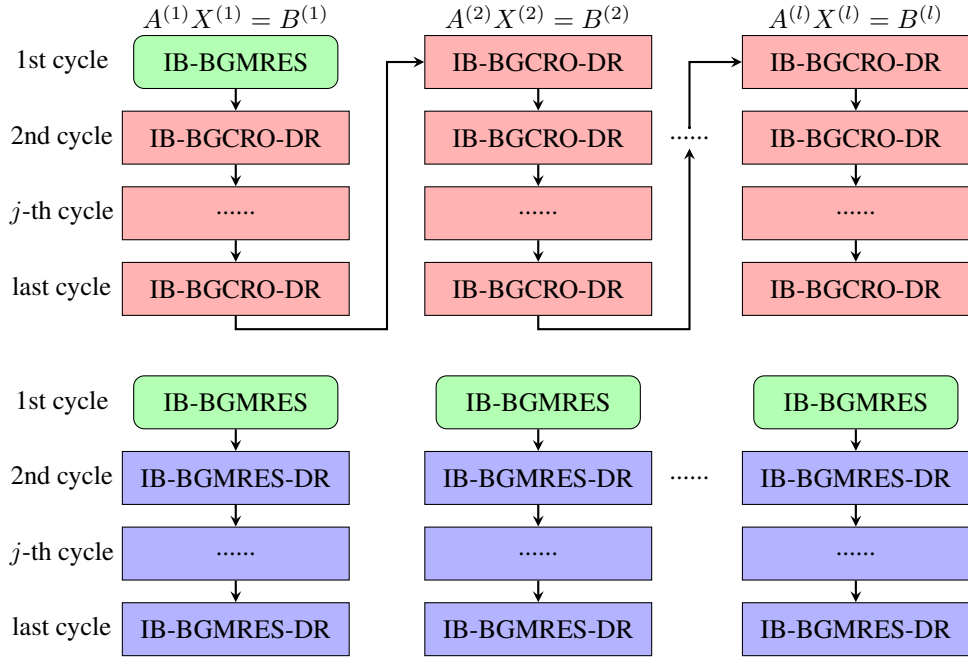 A^{(1)}X^{(1)} = B^{(1)} A^{(2)}X^{(2)} = B^{(2)} A^{(l)}X^{(l)} = B^{(l)}
1st cycle IB-BGMRES IB-BGCRO-DR IB-BGCRO-DR
2nd cycle IB-BGCRO-DR IB-BGCRO-DR ...... IB-BGCRO-DR
j-th cycle ...... ...... ......
last cycle IB-BGCRO-DR IB-BGCRO-DR IB-BGCRO-DR
1st cycle IB-BGMRES IB-BGMRES IB-BGMRES
2nd cycle IB-BGMRES-DR IB-BGMRES-DR ...... IB-BGMRES-DR
j-th cycle ...... ...... ......
last cycle IB-BGMRES-DR IB-BGMRES-DR IB-BGMRES-DR